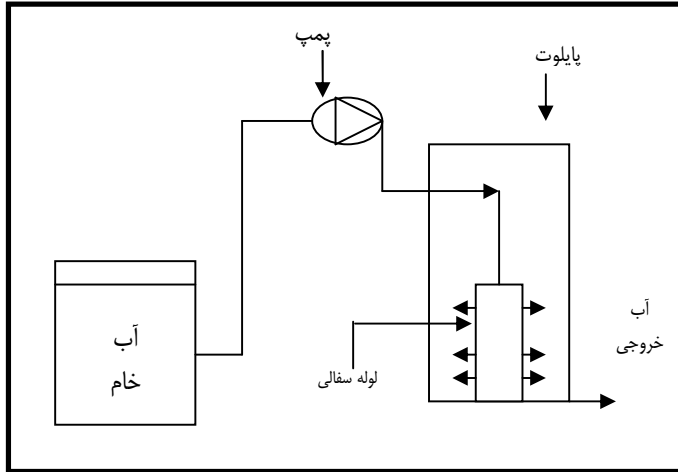 پمپ
پایلوت
آب
خام
لوله سفالی
آب
خروجی